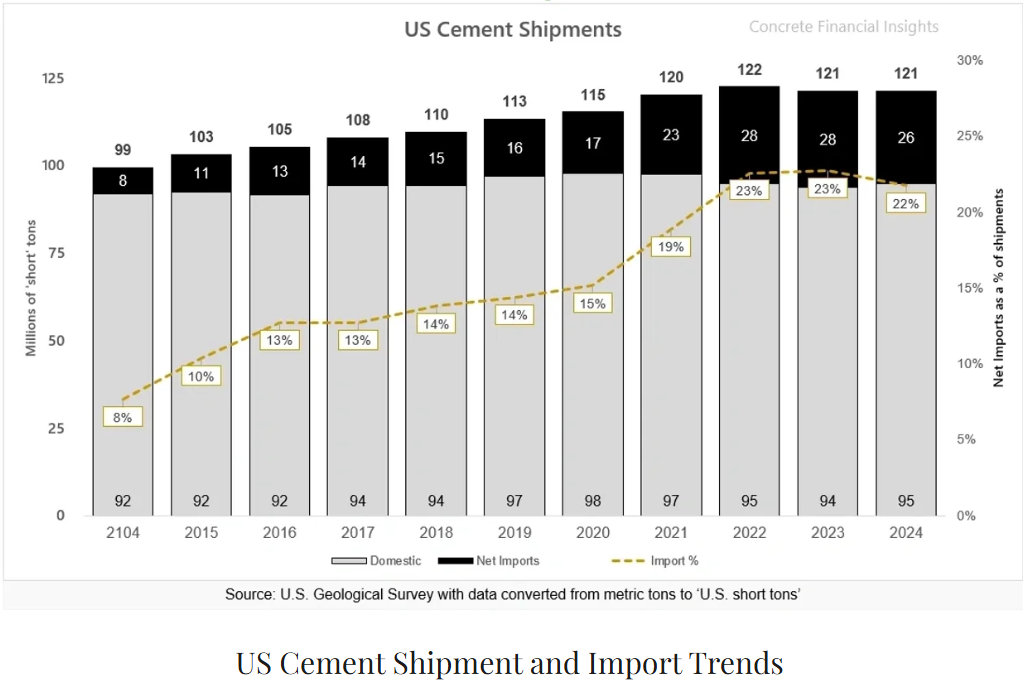 US Cement Shipments
Concrete Financial Insights
Millions of 'short' tons
125
100
75
50
25
0
99 103 105 108 110 113 115 120 122 121 121
8 11 13 14 15 16 17 23 28 28 26
8% 10% 13% 13% 14% 14% 15% 19% 23% 23% 22%
92 92 92 94 94 97 98 97 95 94 95
2104 2015 2016 2017 2018 2019 2020 2021 2022 2023 2024
30%
25%
20%
15%
10%
5%
0%
Net Imports as a % of shipments
Domestic Net Imports Import %
Source: U.S. Geological Survey with data converted from metric tons to 'U.S. short tons'
US Cement Shipment and Import Trends